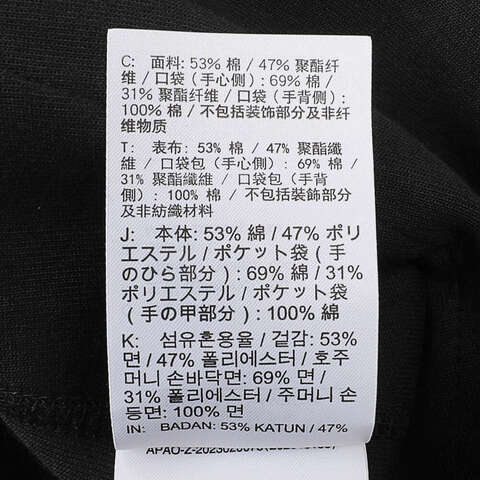 C: 面料: 53% 棉 / 47% 聚酯纤
维 / 口袋 (手心侧) : 69% 棉 /
31% 聚酯纤维 / 口袋 (手背侧) :
100% 棉 / 不包括装饰部分及非纤
维物质
T: 表布: 53% 棉 / 47% 聚酯纖
維 / 口袋包 (手心側) : 69% 棉 /
31% 聚酯纖維 / 口袋包 (手背
側) : 100% 棉 / 不包括裝飾部分
及非紡織材料
J: 本体: 53% 綿 / 47% ポリ
エステル / ポケット袋 (手
のひら部分) : 69% 綿 / 31%
ポリエステル / ポケット袋
(手の甲部分) : 100% 綿
K: 섬유혼용율 / 겉감: 53%
면 / 47% 폴리에스터 / 호주
머니 손바닥면: 69% 면 /
31% 폴리에스터 / 주머니 손
등면: 100% 면
IN: BADAN: 53% KATUN / 47%